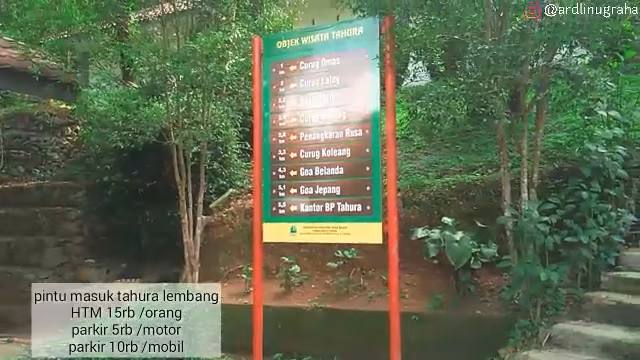 @ardlinugraha
OBJEK WISATA TAHURA
Curug Omas
Curug Lalay
Penangkaran Rusa
Curug Koleang
Goa Belanda
Goa Jepang
Kantor BP Tahura
pintu masuk tahura lembang
HTM 15rb /orang
parkir 5rb /motor
parkir 10rb /mobil